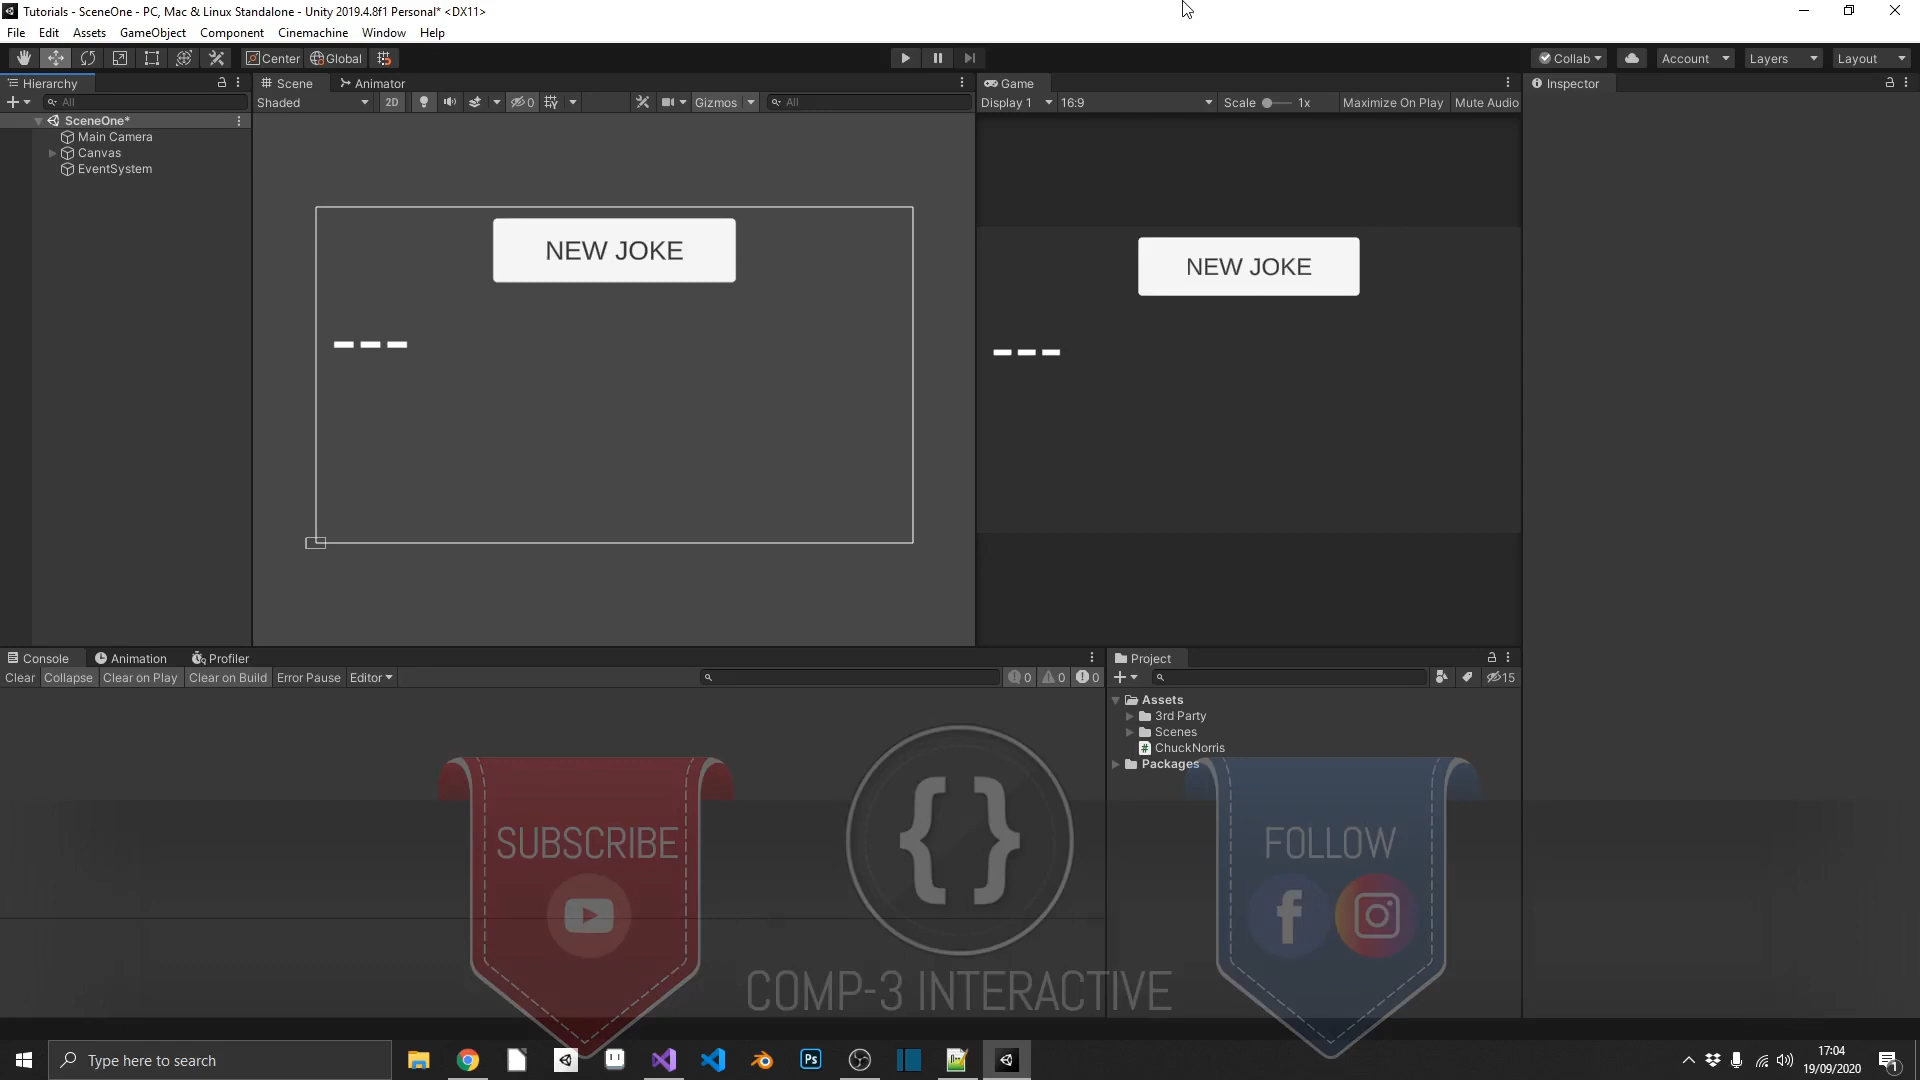 Tutorials - SceneOne - PC, Mac & Linux Standalone - Unity 2019.4.8f1 Personal* <DX11>
File Edit Assets GameObject Component Cinemachine Window Help
Center Global Collab Account Layers Layout
Hierarchy
All
SceneOne*
Main Camera
Canvas
EventSystem
Scene Animator
Shaded 2D 0 Gizmos All
NEW JOKE
---
Game
Display 1 16:9 Scale 1x Maximize On Play Mute Audio
NEW JOKE
---
Inspector
Console Animation Profiler
Clear Collapse Clear on Play Clear on Build Error Pause Editor 0 0 0
Project
15
Assets
3rd Party
Scenes
ChuckNorris
Packages
SUBSCRIBE
{}
COMP-3 INTERACTIVE
FOLLOW
Type here to search
Ps
17:04
19/09/2020
1